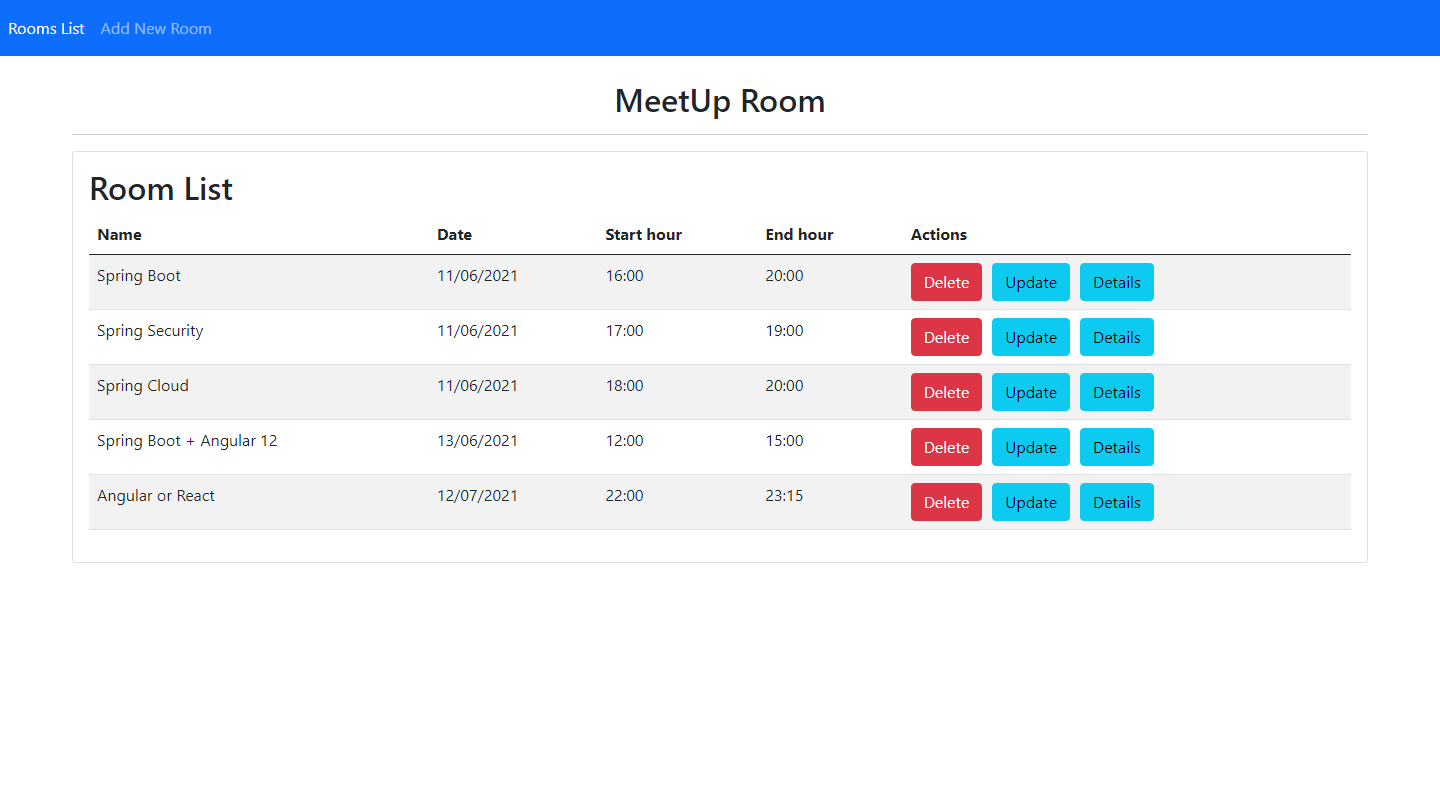 Rooms List Add New Room
MeetUp Room
Room List
Name Date Start hour End hour Actions
Spring Boot 11/06/2021 16:00 20:00 Delete Update Details
Spring Security 11/06/2021 17:00 19:00 Delete Update Details
Spring Cloud 11/06/2021 18:00 20:00 Delete Update Details
Spring Boot + Angular 12 13/06/2021 12:00 15:00 Delete Update Details
Angular or React 12/07/2021 22:00 23:15 Delete Update Details